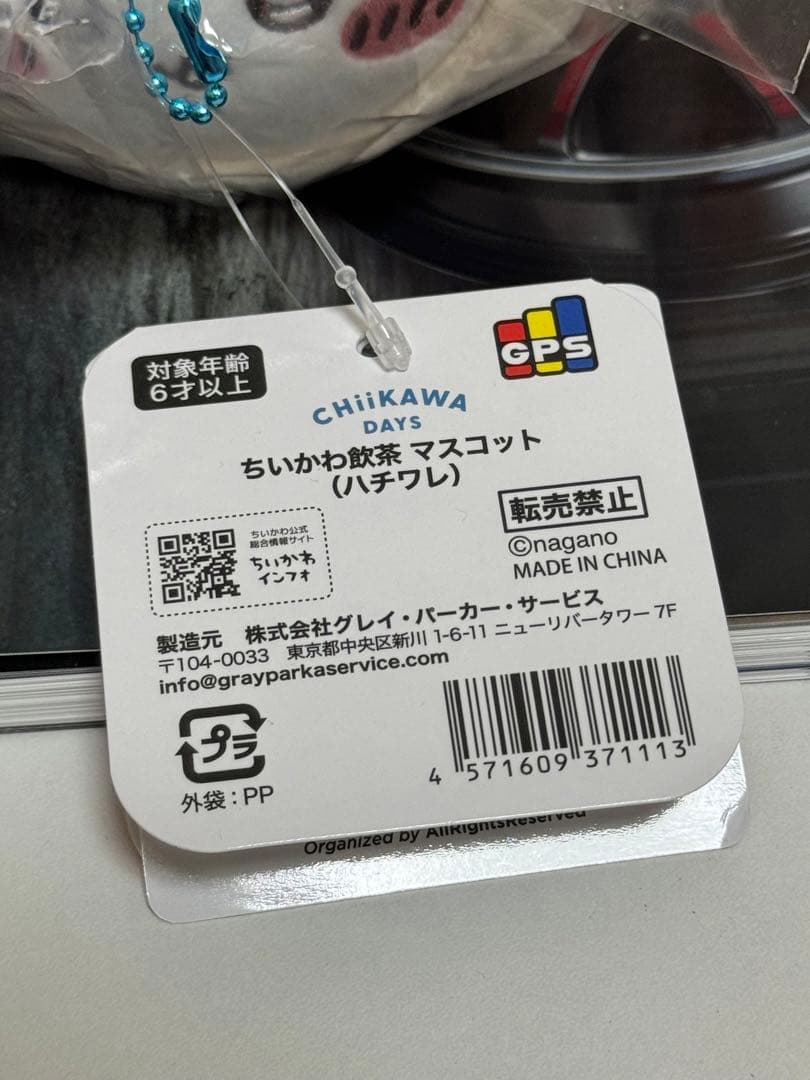 対象年齢
6才以上
GPS
CHiiKAWA
DAYS
ちいかわ飲茶 マスコット
(ハチワレ)
転売禁止
ちいかわ公式
総合情報サイト
ちいかわ
インフォ
©nagano
MADE IN CHINA
製造元 株式会社グレイ・パーカー・サービス
〒104-0033 東京都中央区新川 1-6-11 ニューリバータワー 7F
info@grayparkaservice.com
プラ
外袋:PP
4 571609 371113
Organized by AllRightsReserved